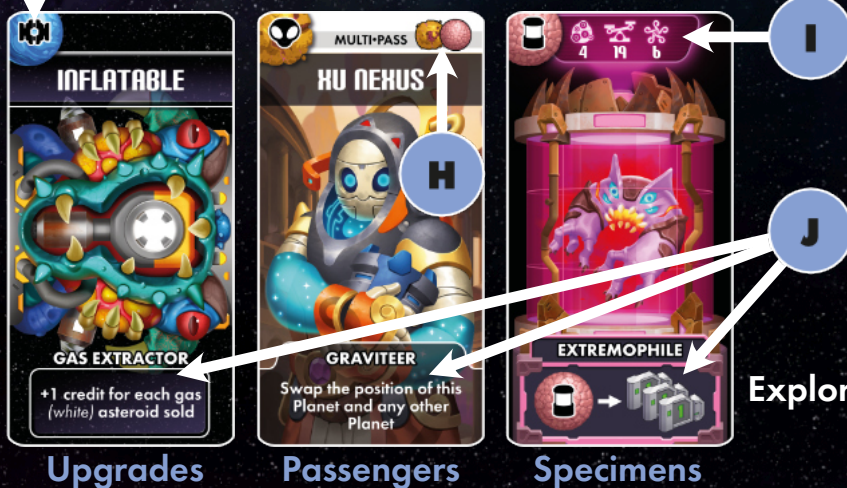 INFLATABLE
GAS EXTRACTOR
+1 credit for each gas
(white) asteroid sold
Upgrades
MULTI•PASS
XU NEXUS
H
GRAVITEER
Swap the position of this
Planet and any other
Planet
Passengers
4 19 6
I
J
EXTREMOPHILE
1
Specimens
Explor